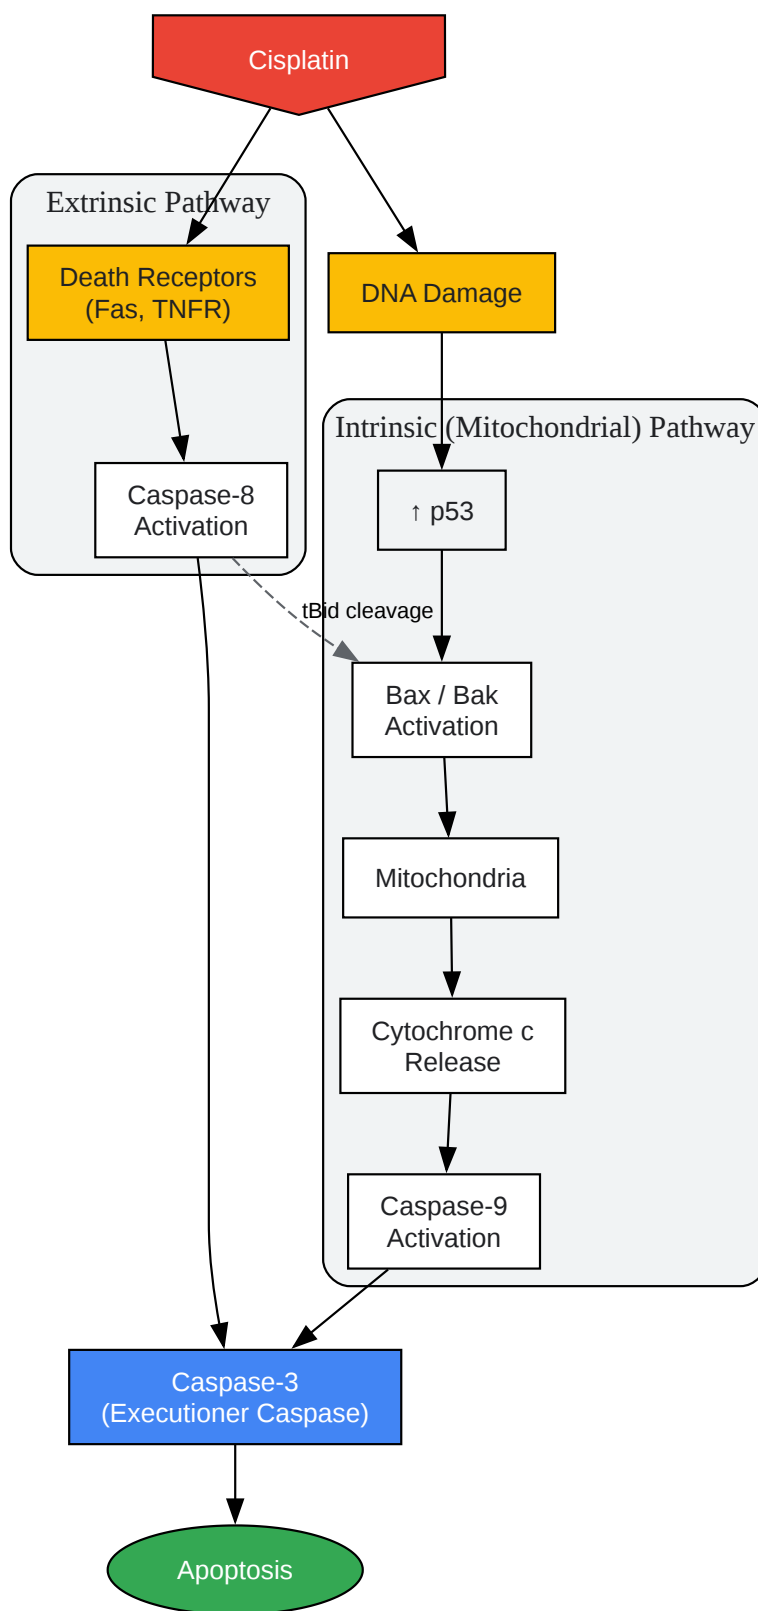 Cisplatin
Extrinsic Pathway
Death Receptors
(Fas, TNFR)
DNA Damage
Intrinsic (Mitochondrial) Pathway
Caspase-8
Activation
↑ p53
tBid cleavage
Bax / Bak
Activation
Mitochondria
Cytochrome c
Release
Caspase-9
Activation
Caspase-3
(Executioner Caspase)
Apoptosis